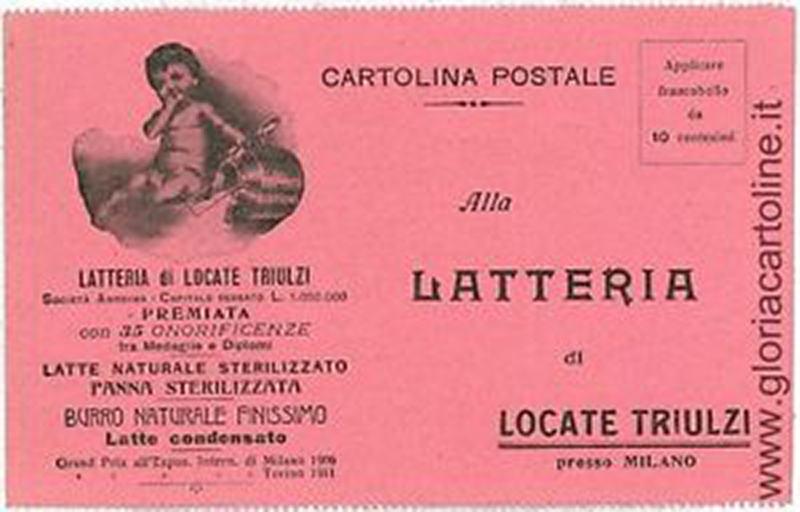 CARTOLINA POSTALE
Applicare
francobollo
da
10 centesimi
Alla
LATTERIA
di
LOCATE TRIULZI
presso MILANO
LATTERIA di LOCATE TRIULZI
Società Anonima - Capitale versato L. 1.000.000
PREMIATA
con 35 ONORIFICENZE
tra Medaglie e Diplomi
LATTE NATURALE STERILIZZATO
PANNA STERILIZZATA
BURRO NATURALE FINISSIMO
Latte condensato
Grand Prix all'Espos. Intern. di Milano 1906
Torino 1911
www.gloriacartoline.it